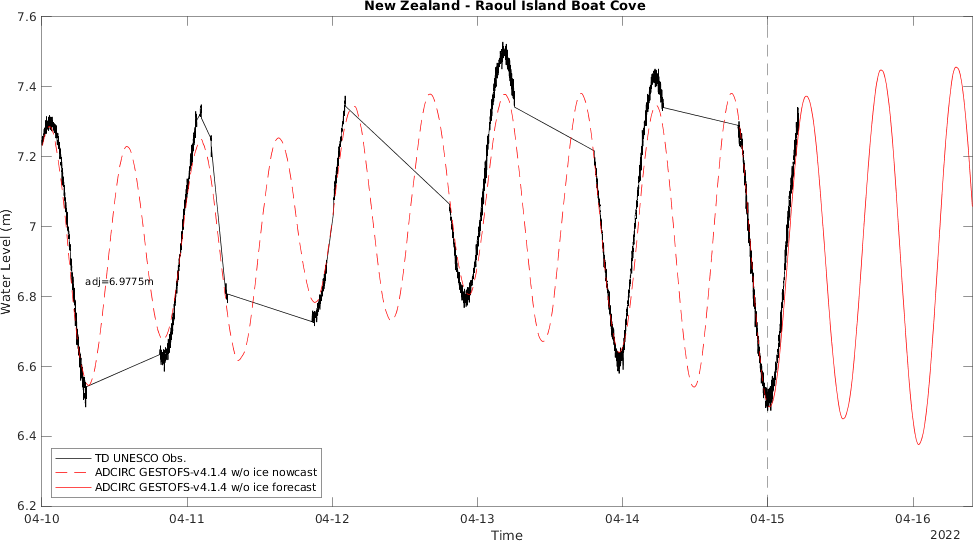 New Zealand - Raoul Island Boat Cove
7.6
7.4
7.2
7
6.8
6.6
6.4
6.2
Water Level (m)
adj=6.9775m
TD UNESCO Obs.
ADCIRC GESTOFS-v4.1.4 w/o ice nowcast
ADCIRC GESTOFS-v4.1.4 w/o ice forecast
04-10 04-11 04-12 04-13 04-14 04-15 04-16
Time
2022